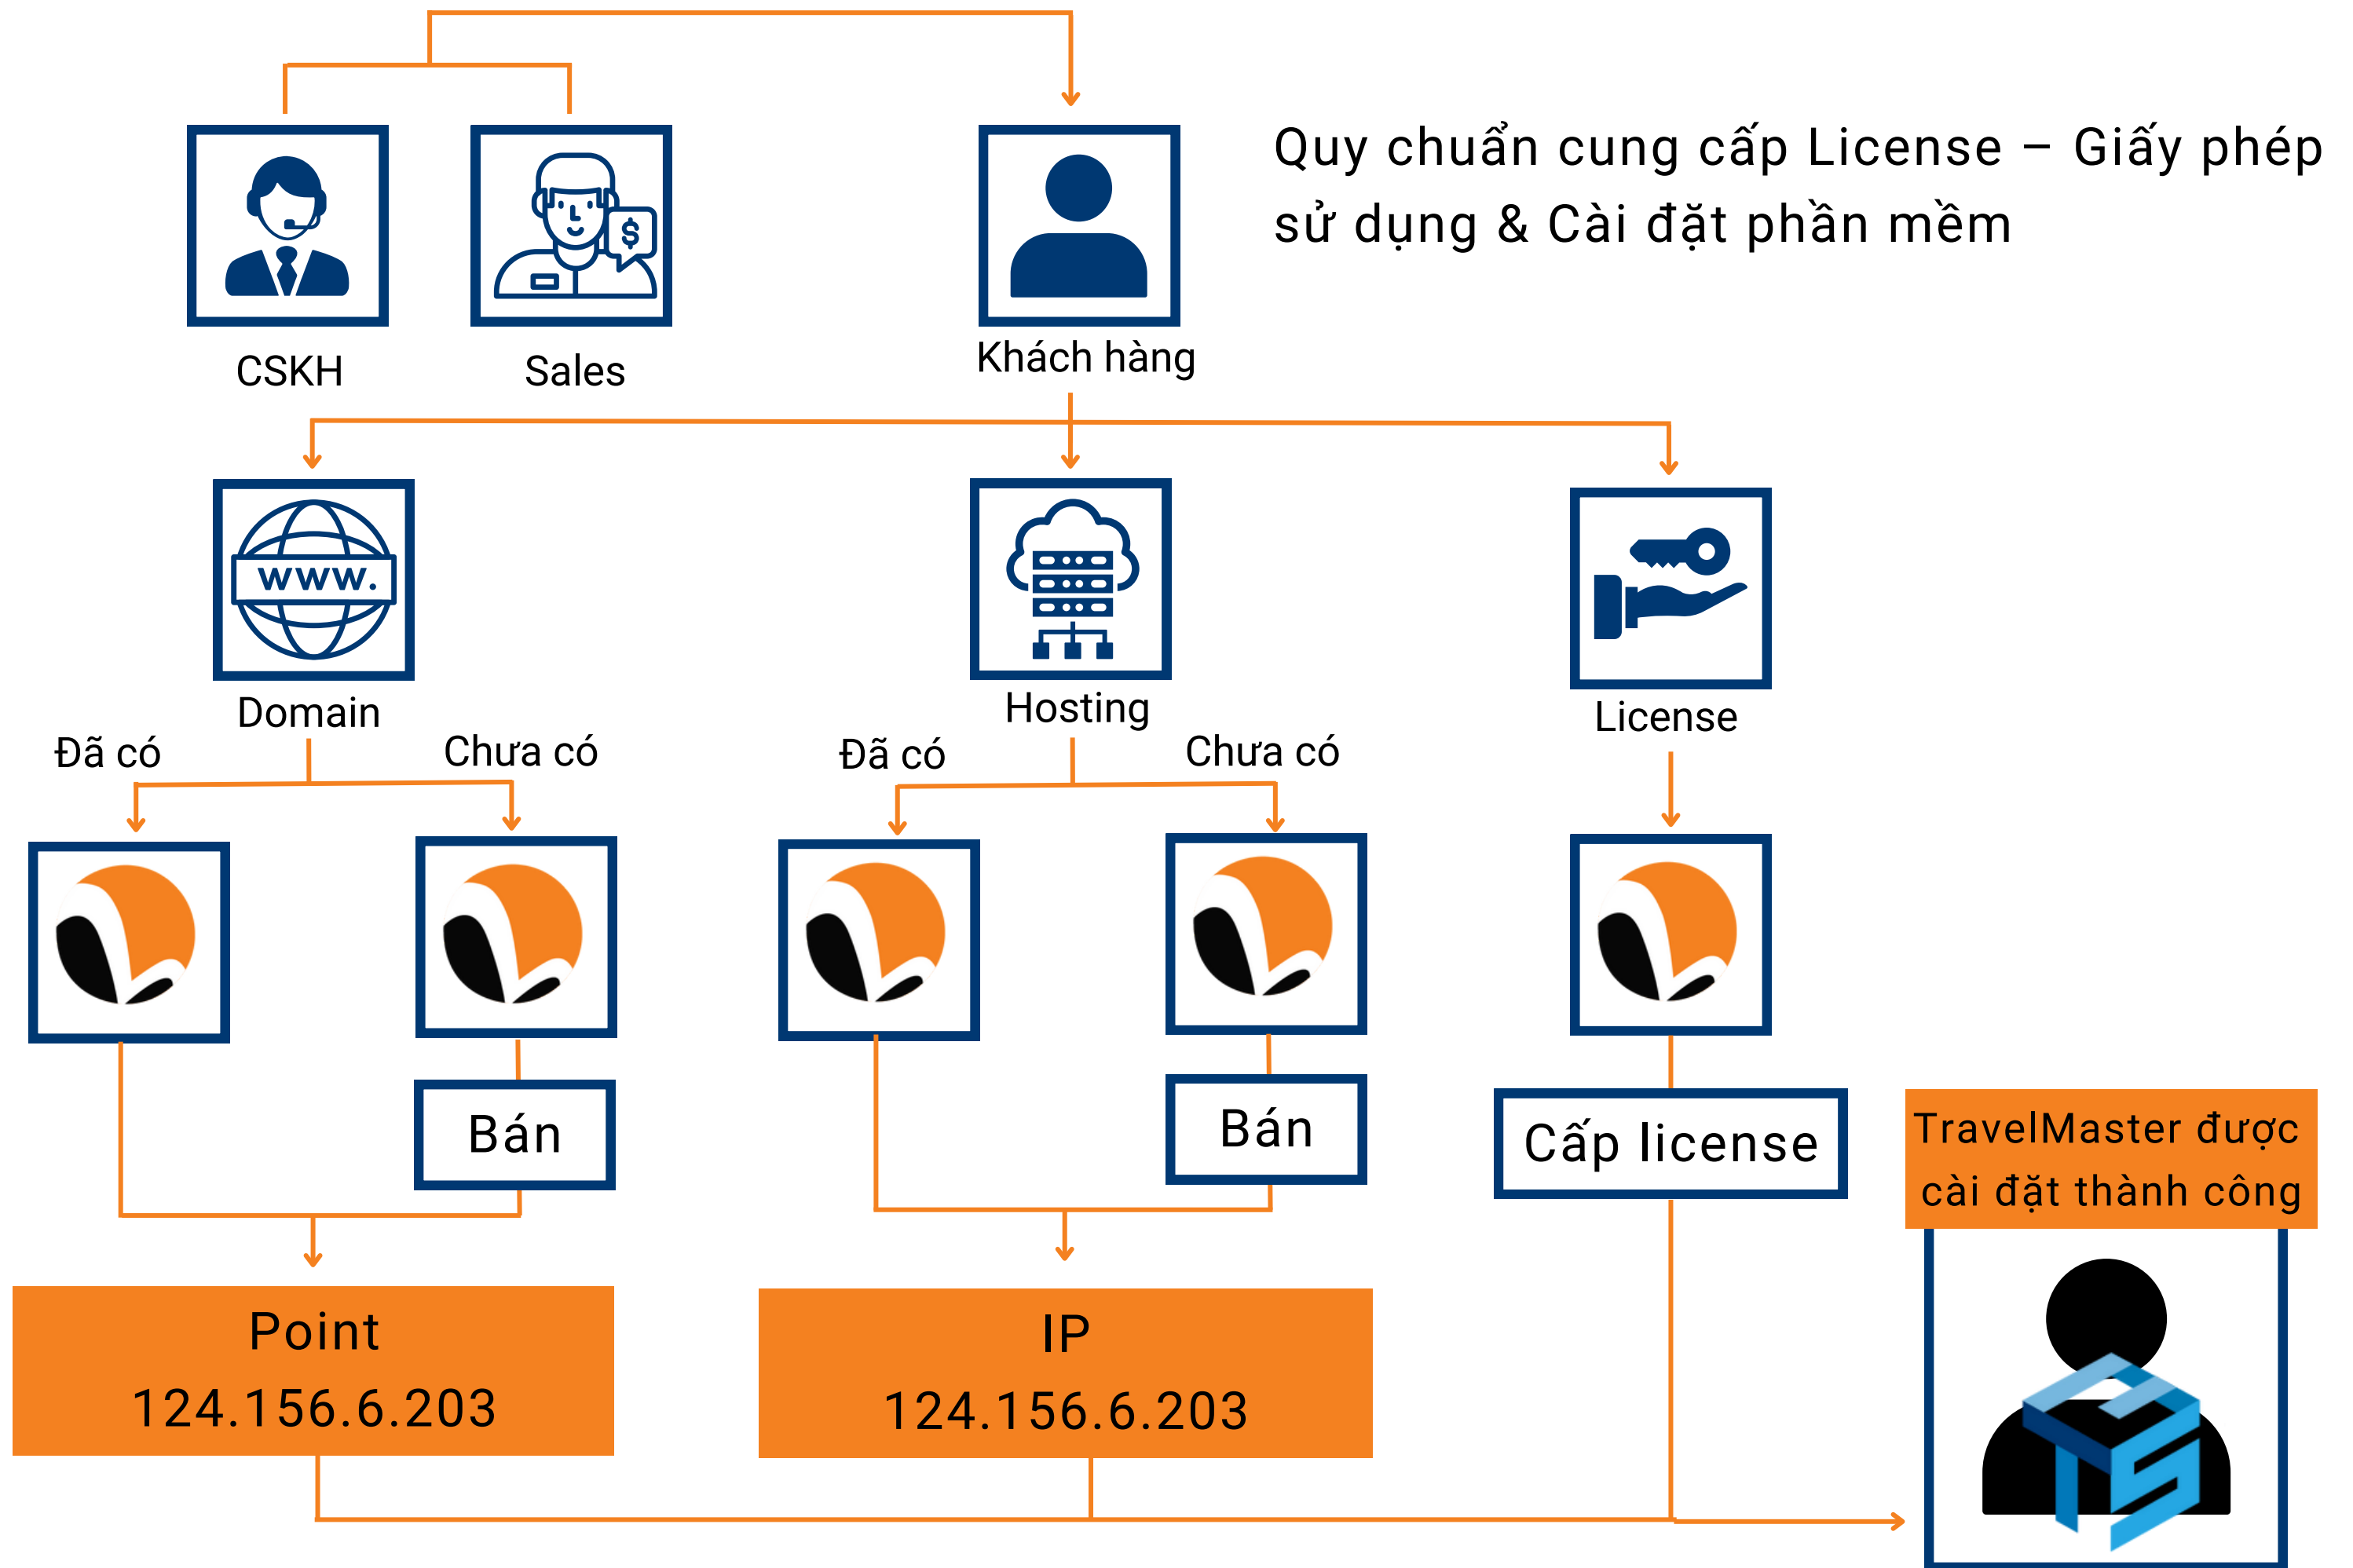 Quy chuẩn cung cấp License – Giấy phép
sử dụng & Cài đặt phần mềm
CSKH
Sales
Khách hàng
www.
Domain
Hosting
License
Đã có
Chưa có
Đã có
Chưa có
Bán
Bán
Cấp license
TravelMaster được
cài đặt thành công
Point
124.156.6.203
IP
124.156.6.203